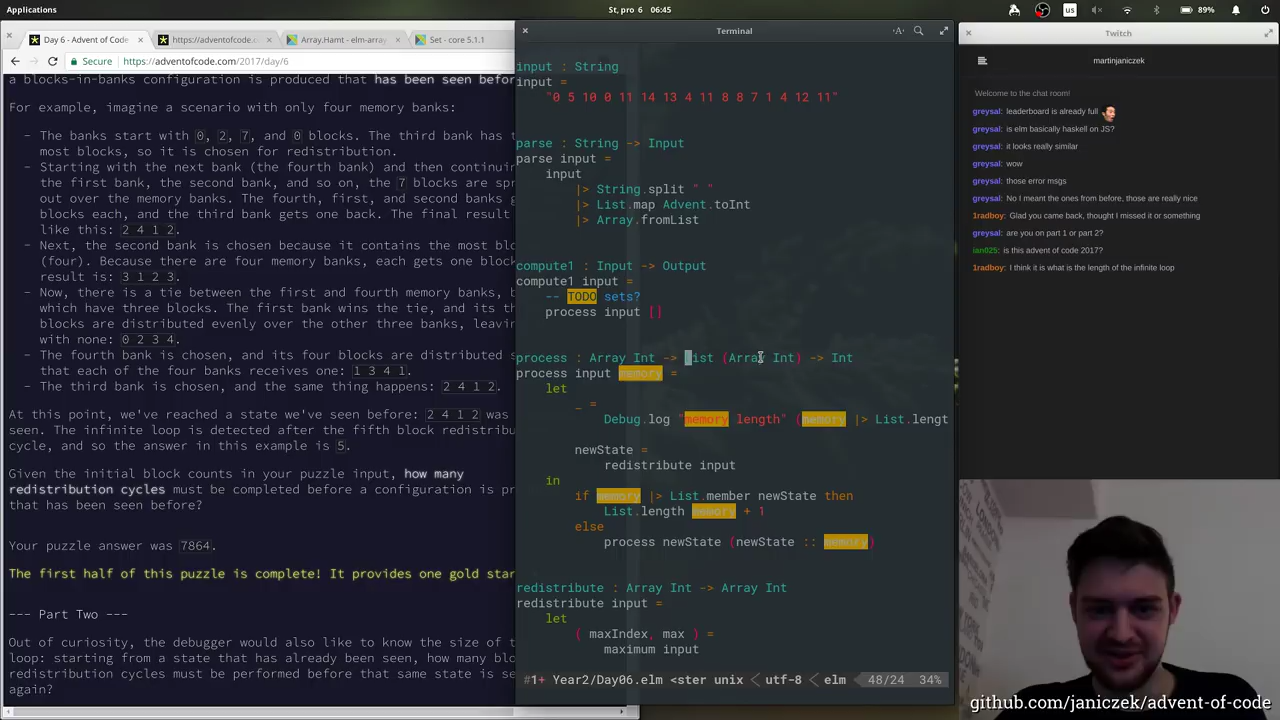 Applications
St, pro 6 06:45
us
89%
Day 6 - Advent of Code
https://adventofcode.c
Array.Hamt - elm-array
Set - core 5.1.1
Secure
https://adventofcode.com/2017/day/6
a blocks-in-banks configuration is produced that has been seen befor
For example, imagine a scenario with only four memory banks:
- The banks start with 0, 2, 7, and 0 blocks. The third bank has t
most blocks, so it is chosen for redistribution.
- Starting with the next bank (the fourth bank) and then continuin
the first bank, the second bank, and so on, the 7 blocks are spr
out over the memory banks. The fourth, first, and second banks g
blocks each, and the third bank gets one back. The final result
like this: 2 4 1 2.
- Next, the second bank is chosen because it contains the most blo
(four). Because there are four memory banks, each gets one block
result is: 3 1 2 3.
- Now, there is a tie between the first and fourth memory banks, b
which have three blocks. The first bank wins the tie, and its th
blocks are distributed evenly over the other three banks, leavin
with none: 0 2 3 4.
- The fourth bank is chosen, and its four blocks are distributed s
each of the four banks receives one: 1 3 4 1.
- The third bank is chosen, and the same thing happens: 2 4 1 2.
At this point, we've reached a state we've seen before: 2 4 1 2 was
seen. The infinite loop is detected after the fifth block redistribu
cycle, and so the answer in this example is 5.
Given the initial block counts in your puzzle input, how many
redistribution cycles must be completed before a configuration is pr
that has been seen before?
Your puzzle answer was 7864.
The first half of this puzzle is complete! It provides one gold star
--- Part Two ---
Out of curiosity, the debugger would also like to know the size of t
loop: starting from a state that has already been seen, how many blo
redistribution cycles must be performed before that same state is se
again?
Terminal
input : String
input =
"0 5 10 0 11 14 13 4 11 8 8 7 1 4 12 11"
parse : String -> Input
parse input =
input
|> String.split " "
|> List.map Advent.toInt
|> Array.fromList
compute1 : Input -> Output
compute1 input =
-- TODO sets?
process input []
process : Array Int -> List (Array Int) -> Int
process input memory =
let
_ =
Debug.log "memory length" (memory |> List.lengt
newState =
redistribute input
in
if memory |> List.member newState then
List.length memory + 1
else
process newState (newState :: memory)
redistribute : Array Int -> Array Int
redistribute input =
let
( maxIndex, max ) =
maximum input
#1+ Year2/Day06.elm <ster unix < utf-8 < elm 48/24 34%
Twitch
martinjaniczek
Welcome to the chat room!
greysal: leaderboard is already full
greysal: is elm basically haskell on JS?
greysal: it looks really similar
greysal: wow
greysal: those error msgs
greysal: No I meant the ones from before, those are really nice
1radboy: Glad you came back, thought I missed it or something
greysal: are you on part 1 or part 2?
ian025: is this advent of code 2017?
1radboy: I think it is what is the length of the infinite loop
github.com/janiczek/advent-of-code